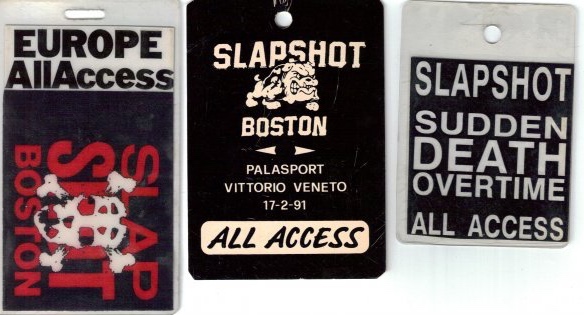 EUROPE
AllAccess
SLAP
SHOT
BOSTON
SLAPSHOT
BOSTON
PALASPORT
VITTORIO VENETO
17-2-91
ALL ACCESS
SLAPSHOT
SUDDEN
DEATH
OVERTIME
ALL ACCESS